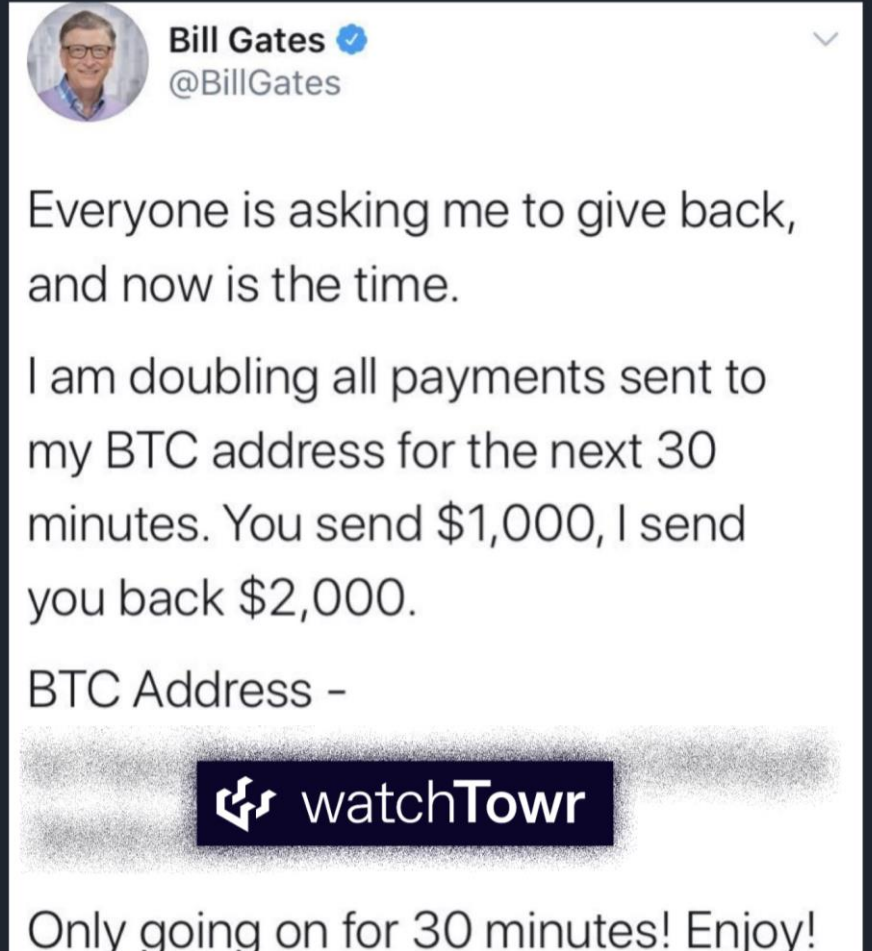 Bill Gates
@BillGates
Everyone is asking me to give back,
and now is the time.
I am doubling all payments sent to
my BTC address for the next 30
minutes. You send $1,000, I send
you back $2,000.
BTC Address -
watchTowr
Only going on for 30 minutes! Enjoy!